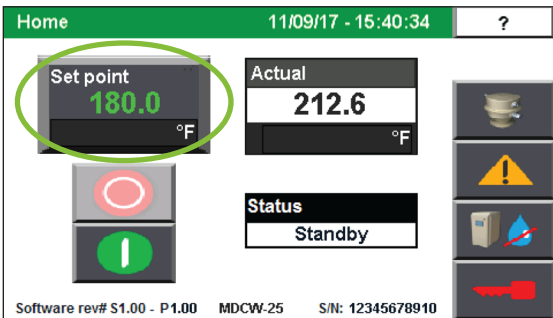 Home 11/09/17 - 15:40:34 ?
Set point
180.0
°F
Actual
212.6
°F
Status
Standby
Software rev# S1.00 - P1.00 MDCW-25 S/N: 12345678910